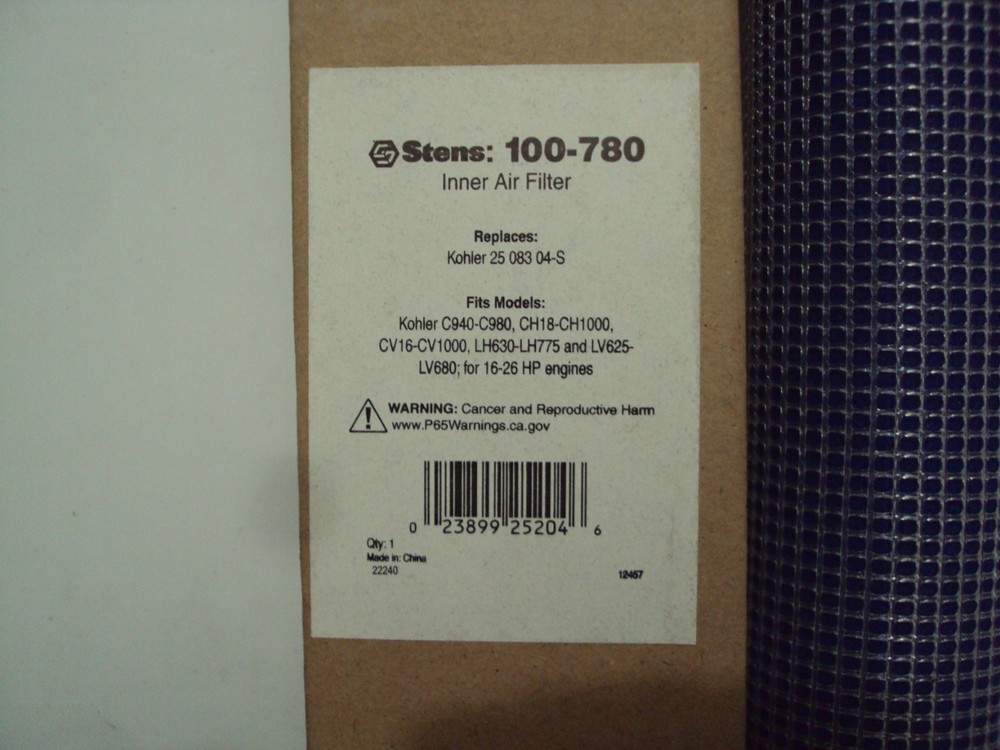 Stens: 100-780
Inner Air Filter
Replaces:
Kohler 25 083 04-S
Fits Models:
Kohler C940-C980, CH18-CH1000,
CV16-CV1000, LH630-LH775 and LV625-
LV680; for 16-26 HP engines
WARNING: Cancer and Reproductive Harm
www.P65Warnings.ca.gov
0 23899 25204 6
Qty: 1
Made in: China
22240
12457